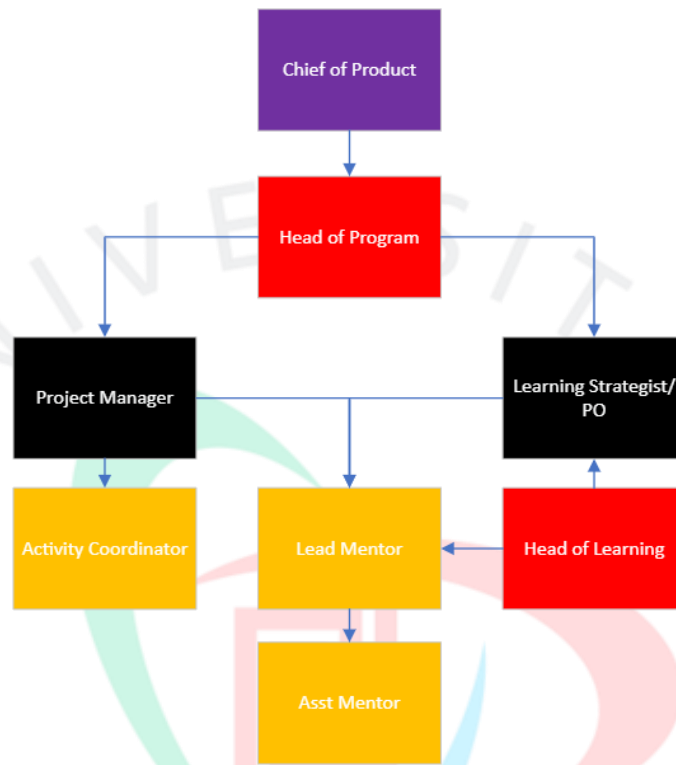 Chief of Product
Head of Program
UNIVERSIT
Project Manager
Learning Strategist/
PO
Activity Coordinator
Lead Mentor
Head of Learning
Asst Mentor